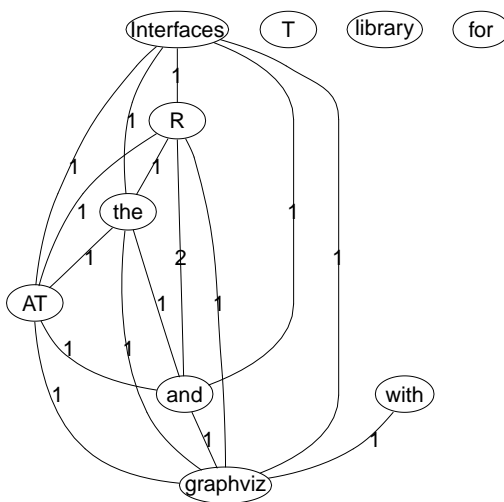 Interfaces T library for
1
R
1 1 1
1 1
the
1 2 1 1 1
AT
1
1 1 1
and with
1
1 1
graphviz